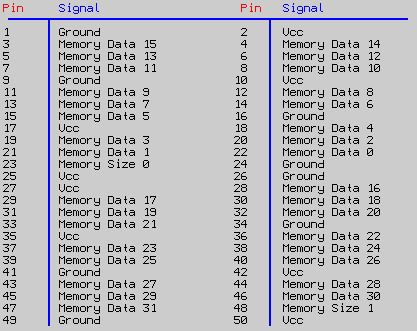 Pin Signal Pin Signal
1 Ground 2 Vcc
3 Memory Data 15 4 Memory Data 14
5 Memory Data 13 6 Memory Data 12
7 Memory Data 11 8 Memory Data 10
9 Ground 10 Vcc
11 Memory Data 9 12 Memory Data 8
13 Memory Data 7 14 Memory Data 6
15 Memory Data 5 16 Ground
17 Vcc 18 Memory Data 4
19 Memory Data 3 20 Memory Data 2
21 Memory Data 1 22 Memory Data 0
23 Memory Size 0 24 Ground
25 Vcc 26 Ground
27 Vcc 28 Memory Data 16
29 Memory Data 17 30 Memory Data 18
31 Memory Data 19 32 Memory Data 20
33 Memory Data 21 34 Ground
35 Vcc 36 Memory Data 22
37 Memory Data 23 38 Memory Data 24
39 Memory Data 25 40 Memory Data 26
41 Ground 42 Vcc
43 Memory Data 27 44 Memory Data 28
45 Memory Data 29 46 Memory Data 30
47 Memory Data 31 48 Memory Size 1
49 Ground 50 Vcc